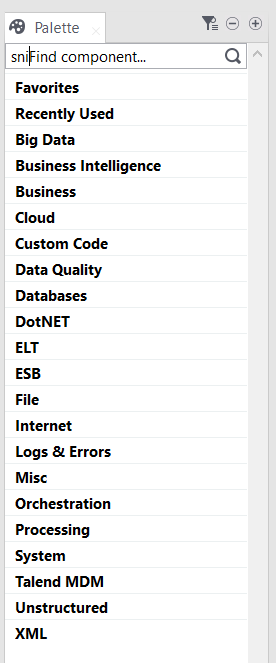 Palette
sniFind component...
Favorites
Recently Used
Big Data
Business Intelligence
Business
Cloud
Custom Code
Data Quality
Databases
DotNET
ELT
ESB
File
Internet
Logs & Errors
Misc
Orchestration
Processing
System
Talend MDM
Unstructured
XML